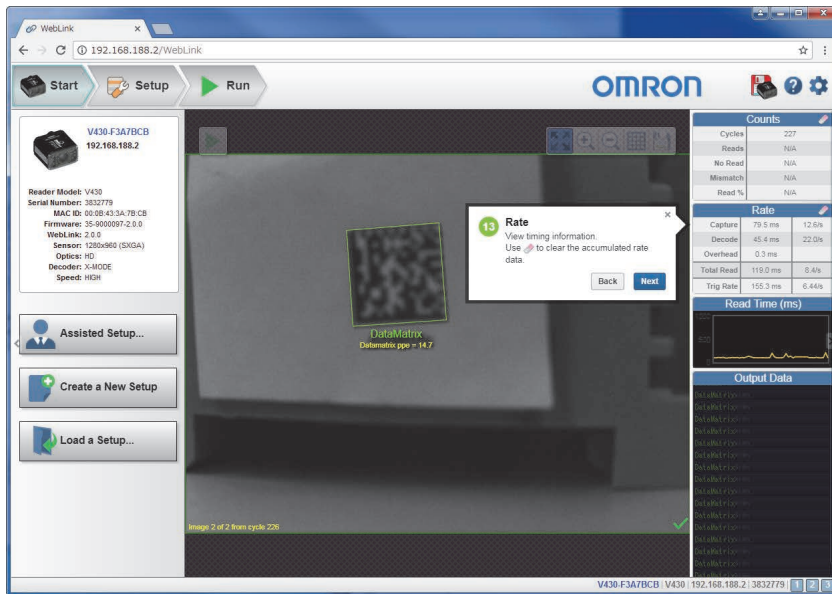 WebLink
192.168.188.2/WebLink
Start
Setup
Run
OMRON
V430-F3A7BCB
192.168.188.2
Reader Model: V430
Serial Number: 3832779
MAC ID: 00:0B:43:3A:7B:CB
Firmware: 35-9000097-2.0.0
WebLink: 2.0.0
Sensor: 1280x960 (SXGA)
Optics: HD
Decoder: X-MODE
Speed: HIGH
Assisted Setup...
Create a New Setup
Load a Setup...
DataMatrix
Datamatrix ppe = 14.7
Image 2 of 2 from cycle 226
13 Rate
View timing information.
Use to clear the accumulated rate
data.
Back Next
Counts
Cycles 227
Reads N/A
No Read N/A
Mismatch N/A
Read % N/A
Rate
Capture 79.5 ms 12.6/s
Decode 45.4 ms 22.0/s
Overhead 0.3 ms
Total Read 119.0 ms 8.4/s
Trig Rate 155.3 ms 6.44/s
Read Time (ms)
500
0
Output Data
V430-F3A7BCB | V430 | 192.168.188.2 | 3832779 | 1 2 3